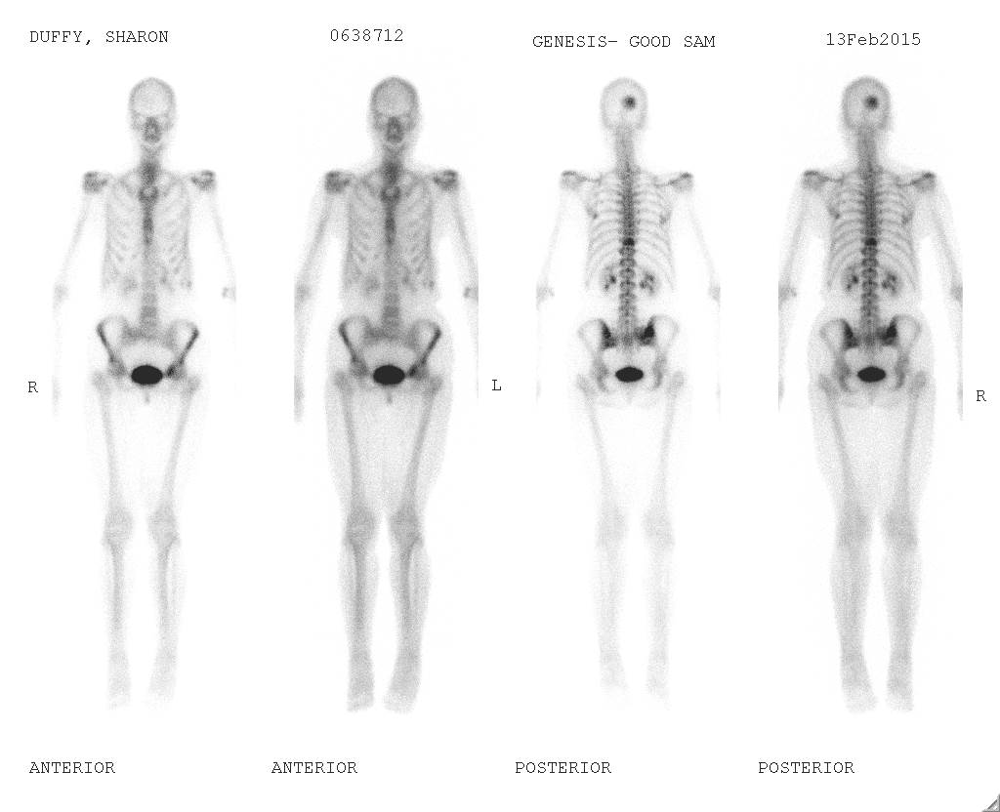 DUFFY, SHARON
0638712
GENESIS- GOOD SAM
13Feb2015
R
L
R
ANTERIOR
ANTERIOR
POSTERIOR
POSTERIOR